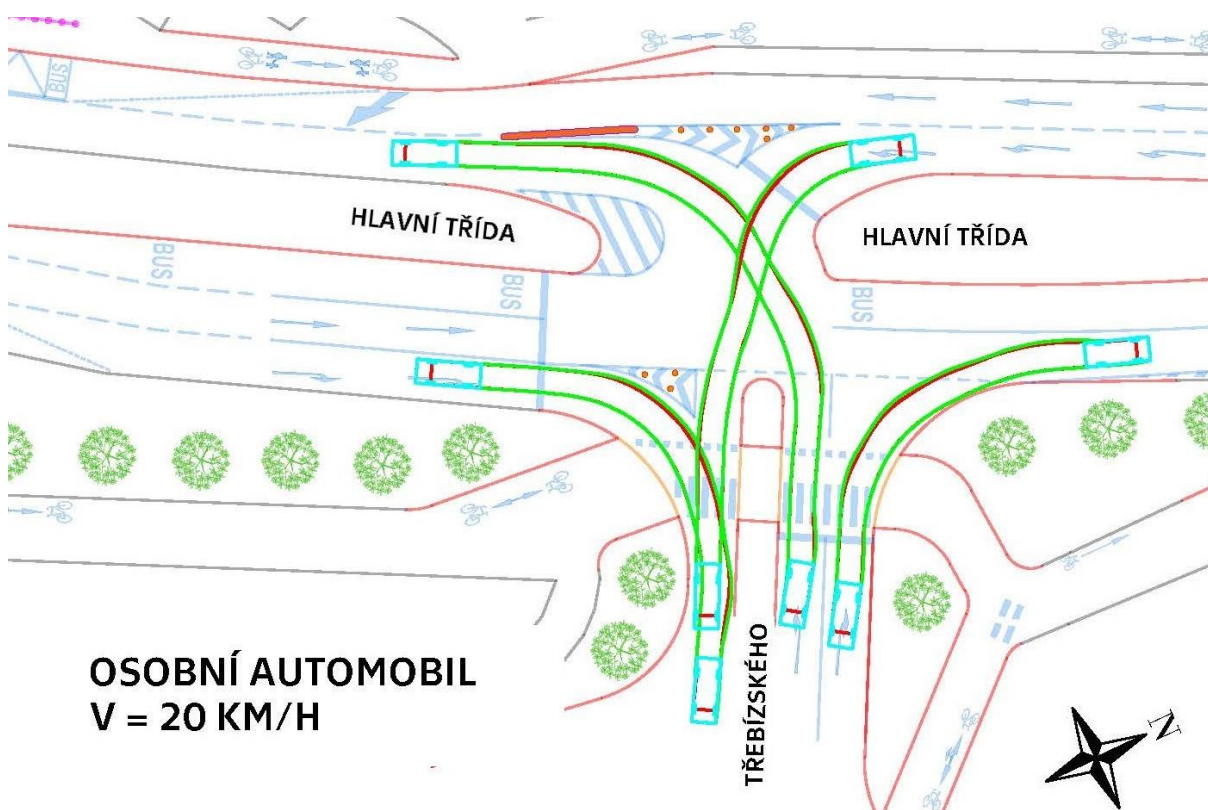 BUS
HLAVNÍ TŘÍDA
HLAVNÍ TŘÍDA
BUS
BUS
BUS
OSOBNÍ AUTOMOBIL
V = 20 KM/H
TŘEBÍZSKÉHO
N